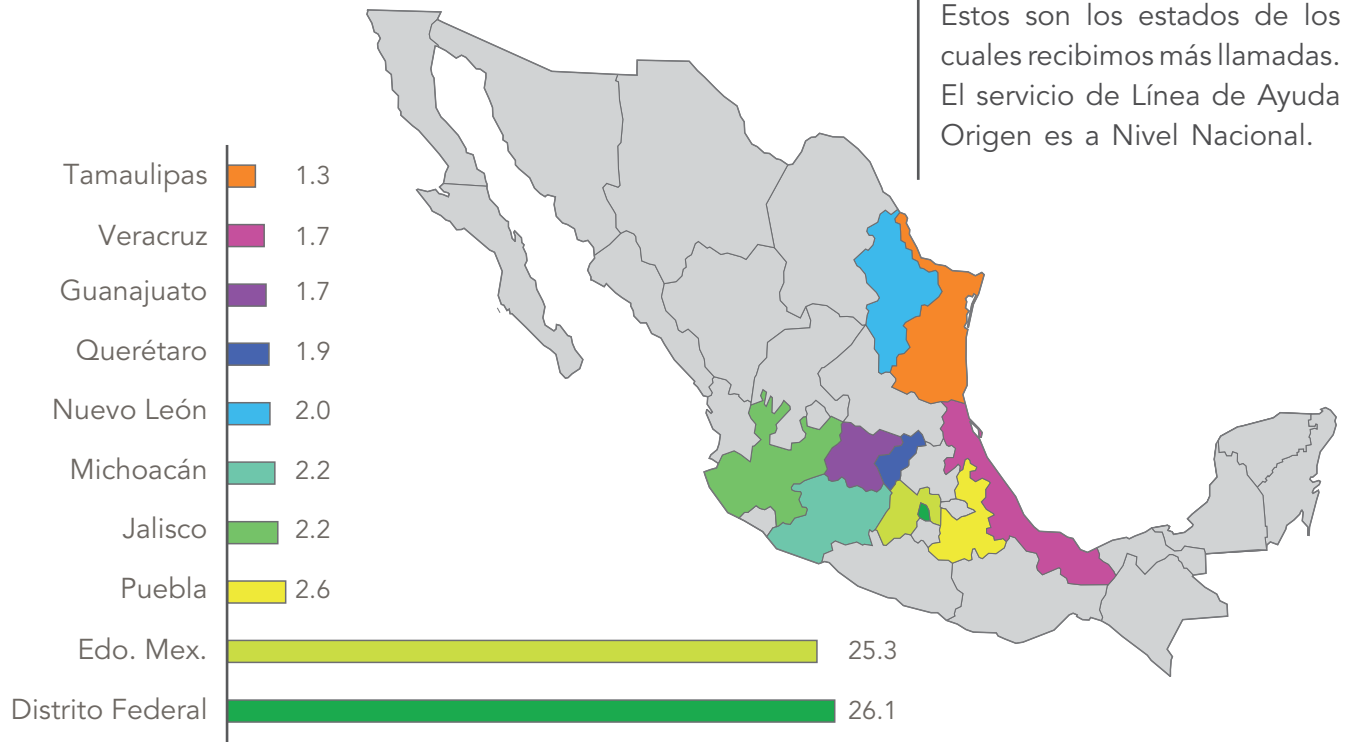 Estos son los estados de los
cuales recibimos más llamadas.
El servicio de Línea de Ayuda
Origen es a Nivel Nacional.
Tamaulipas 1.3
Veracruz 1.7
Guanajuato 1.7
Querétaro 1.9
Nuevo León 2.0
Michoacán 2.2
Jalisco 2.2
Puebla 2.6
Edo. Mex. 25.3
Distrito Federal 26.1